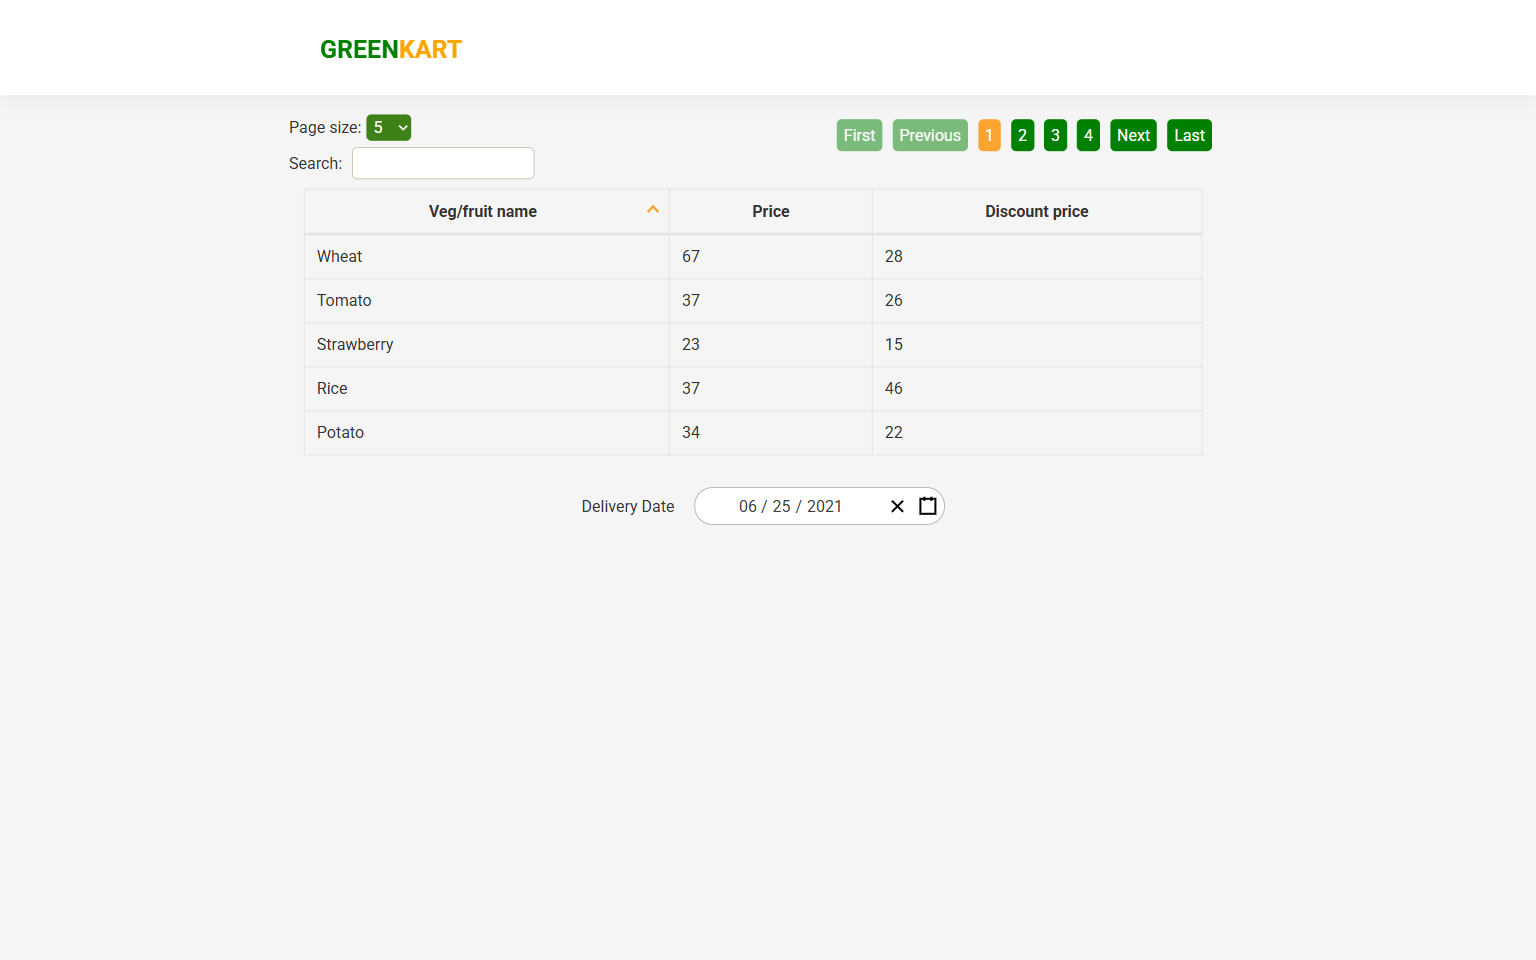 GREENKART
Page size: 5
First Previous 1 2 3 4 Next Last
Search:
Veg/fruit name Price Discount price
Wheat 67 28
Tomato 37 26
Strawberry 23 15
Rice 37 46
Potato 34 22
Delivery Date 06 / 25 / 2021